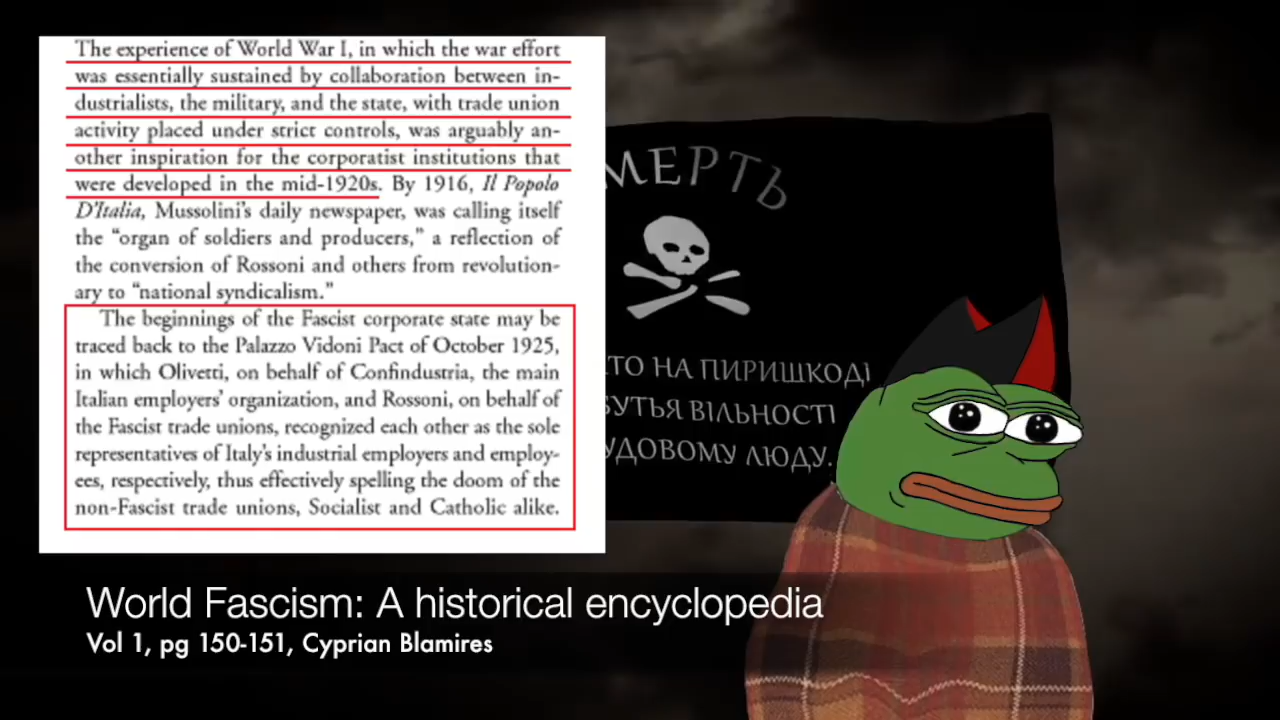 The experience of World War I, in which the war effort
was essentially sustained by collaboration between in-
dustrialists, the military, and the state, with trade union
activity placed under strict controls, was arguably an-
other inspiration for the corporatist institutions that
were developed in the mid-1920s. By 1916, Il Popolo
D'Italia, Mussolini's daily newspaper, was calling itself
the “organ of soldiers and producers,” a reflection of
the conversion of Rossoni and others from revolution-
ary to “national syndicalism.”
The beginnings of the Fascist corporate state may be
traced back to the Palazzo Vidoni Pact of October 1925,
in which Olivetti, on behalf of Confindustria, the main
Italian employers' organization, and Rossoni, on behalf of
the Fascist trade unions, recognized each other as the sole
representatives of Italy's industrial employers and employ-
ees, respectively, thus effectively spelling the doom of the
non-Fascist trade unions, Socialist and Catholic alike.
МЕРТЬ
ТО НА ПИРИШКОДІ
БУТЬЯ ВІЛЬНОСТІ
УДОВОМУ ЛЮДУ.
World Fascism: A historical encyclopedia
Vol 1, pg 150-151, Cyprian Blamires